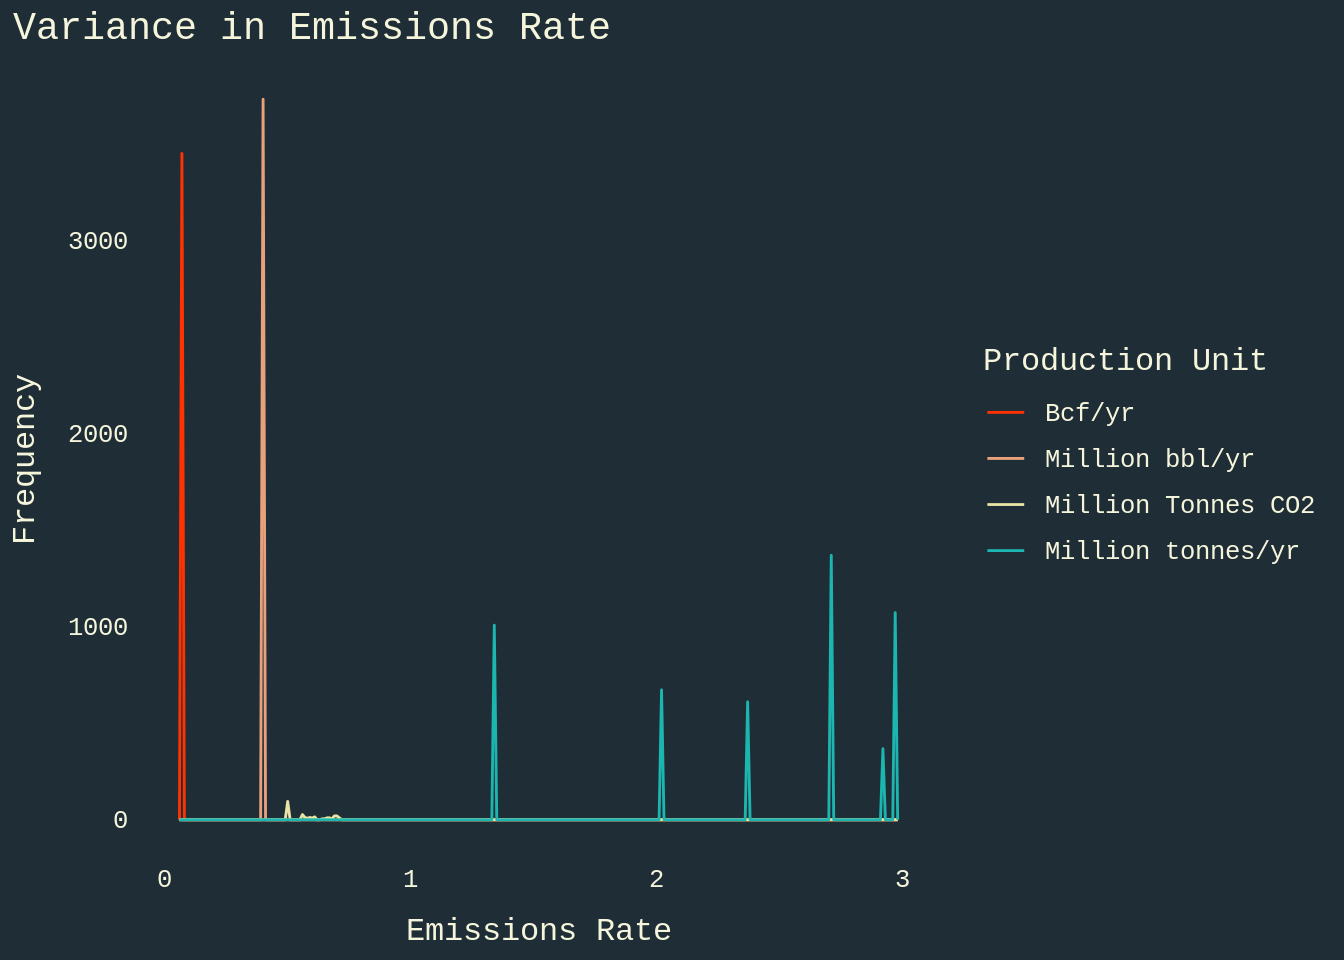 Variance in Emissions Rate
3000
2000
1000
0
Frequency
0 1 2 3
Emissions Rate
Production Unit
Bcf/yr
Million bbl/yr
Million Tonnes CO2
Million tonnes/yr